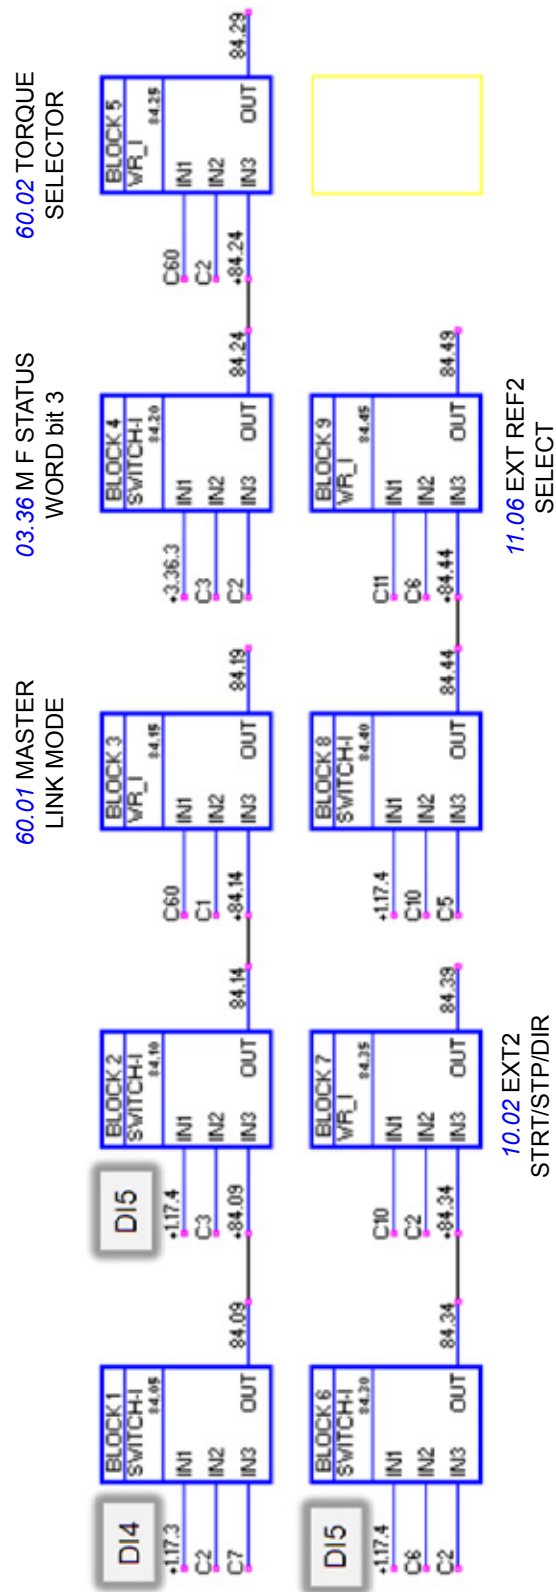 DI4
BLOCK 1
SWITCH-I
84.05
+1.17.3
IN1
C2
IN2
C7
IN3
OUT
84.09
DI5
BLOCK 2
SWITCH-I
84.10
+1.17.4
IN1
C3
IN2
+84.09
IN3
OUT
84.14
60.01 MASTER
LINK MODE
BLOCK 3
WR_I
84.15
C60
IN1
C1
IN2
+84.14
IN3
OUT
84.19
03.36 M F STATUS
WORD bit 3
BLOCK 4
SWITCH-I
84.20
+3.36.3
IN1
C3
IN2
C2
IN3
OUT
84.24
60.02 TORQUE
SELECTOR
BLOCK 5
WR_I
84.25
C60
IN1
C2
IN2
+84.24
IN3
OUT
84.29
DI5
BLOCK 6
SWITCH-I
84.30
+1.17.4
IN1
C6
IN2
C2
IN3
OUT
84.34
BLOCK 7
WR_I
84.35
C10
IN1
C2
IN2
+84.34
IN3
OUT
84.39
10.02 EXT2
STRT/STP/DIR
BLOCK 8
SWITCH-I
84.40
+1.17.4
IN1
C10
IN2
C5
IN3
OUT
84.44
BLOCK 9
WR_I
84.45
C11
IN1
C6
IN2
+84.44
IN3
OUT
84.49
11.06 EXT REF2
SELECT